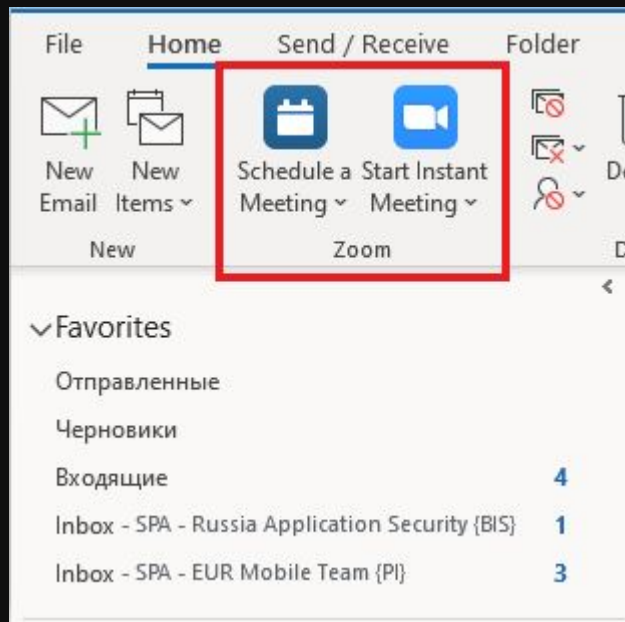 File Home Send / Receive Folder
New Email New Items Schedule a Meeting Start Instant Meeting
New Zoom
Favorites
Отправленные
Черновики
Входящие 4
Inbox - SPA - Russia Application Security {BIS} 1
Inbox - SPA - EUR Mobile Team {PI} 3